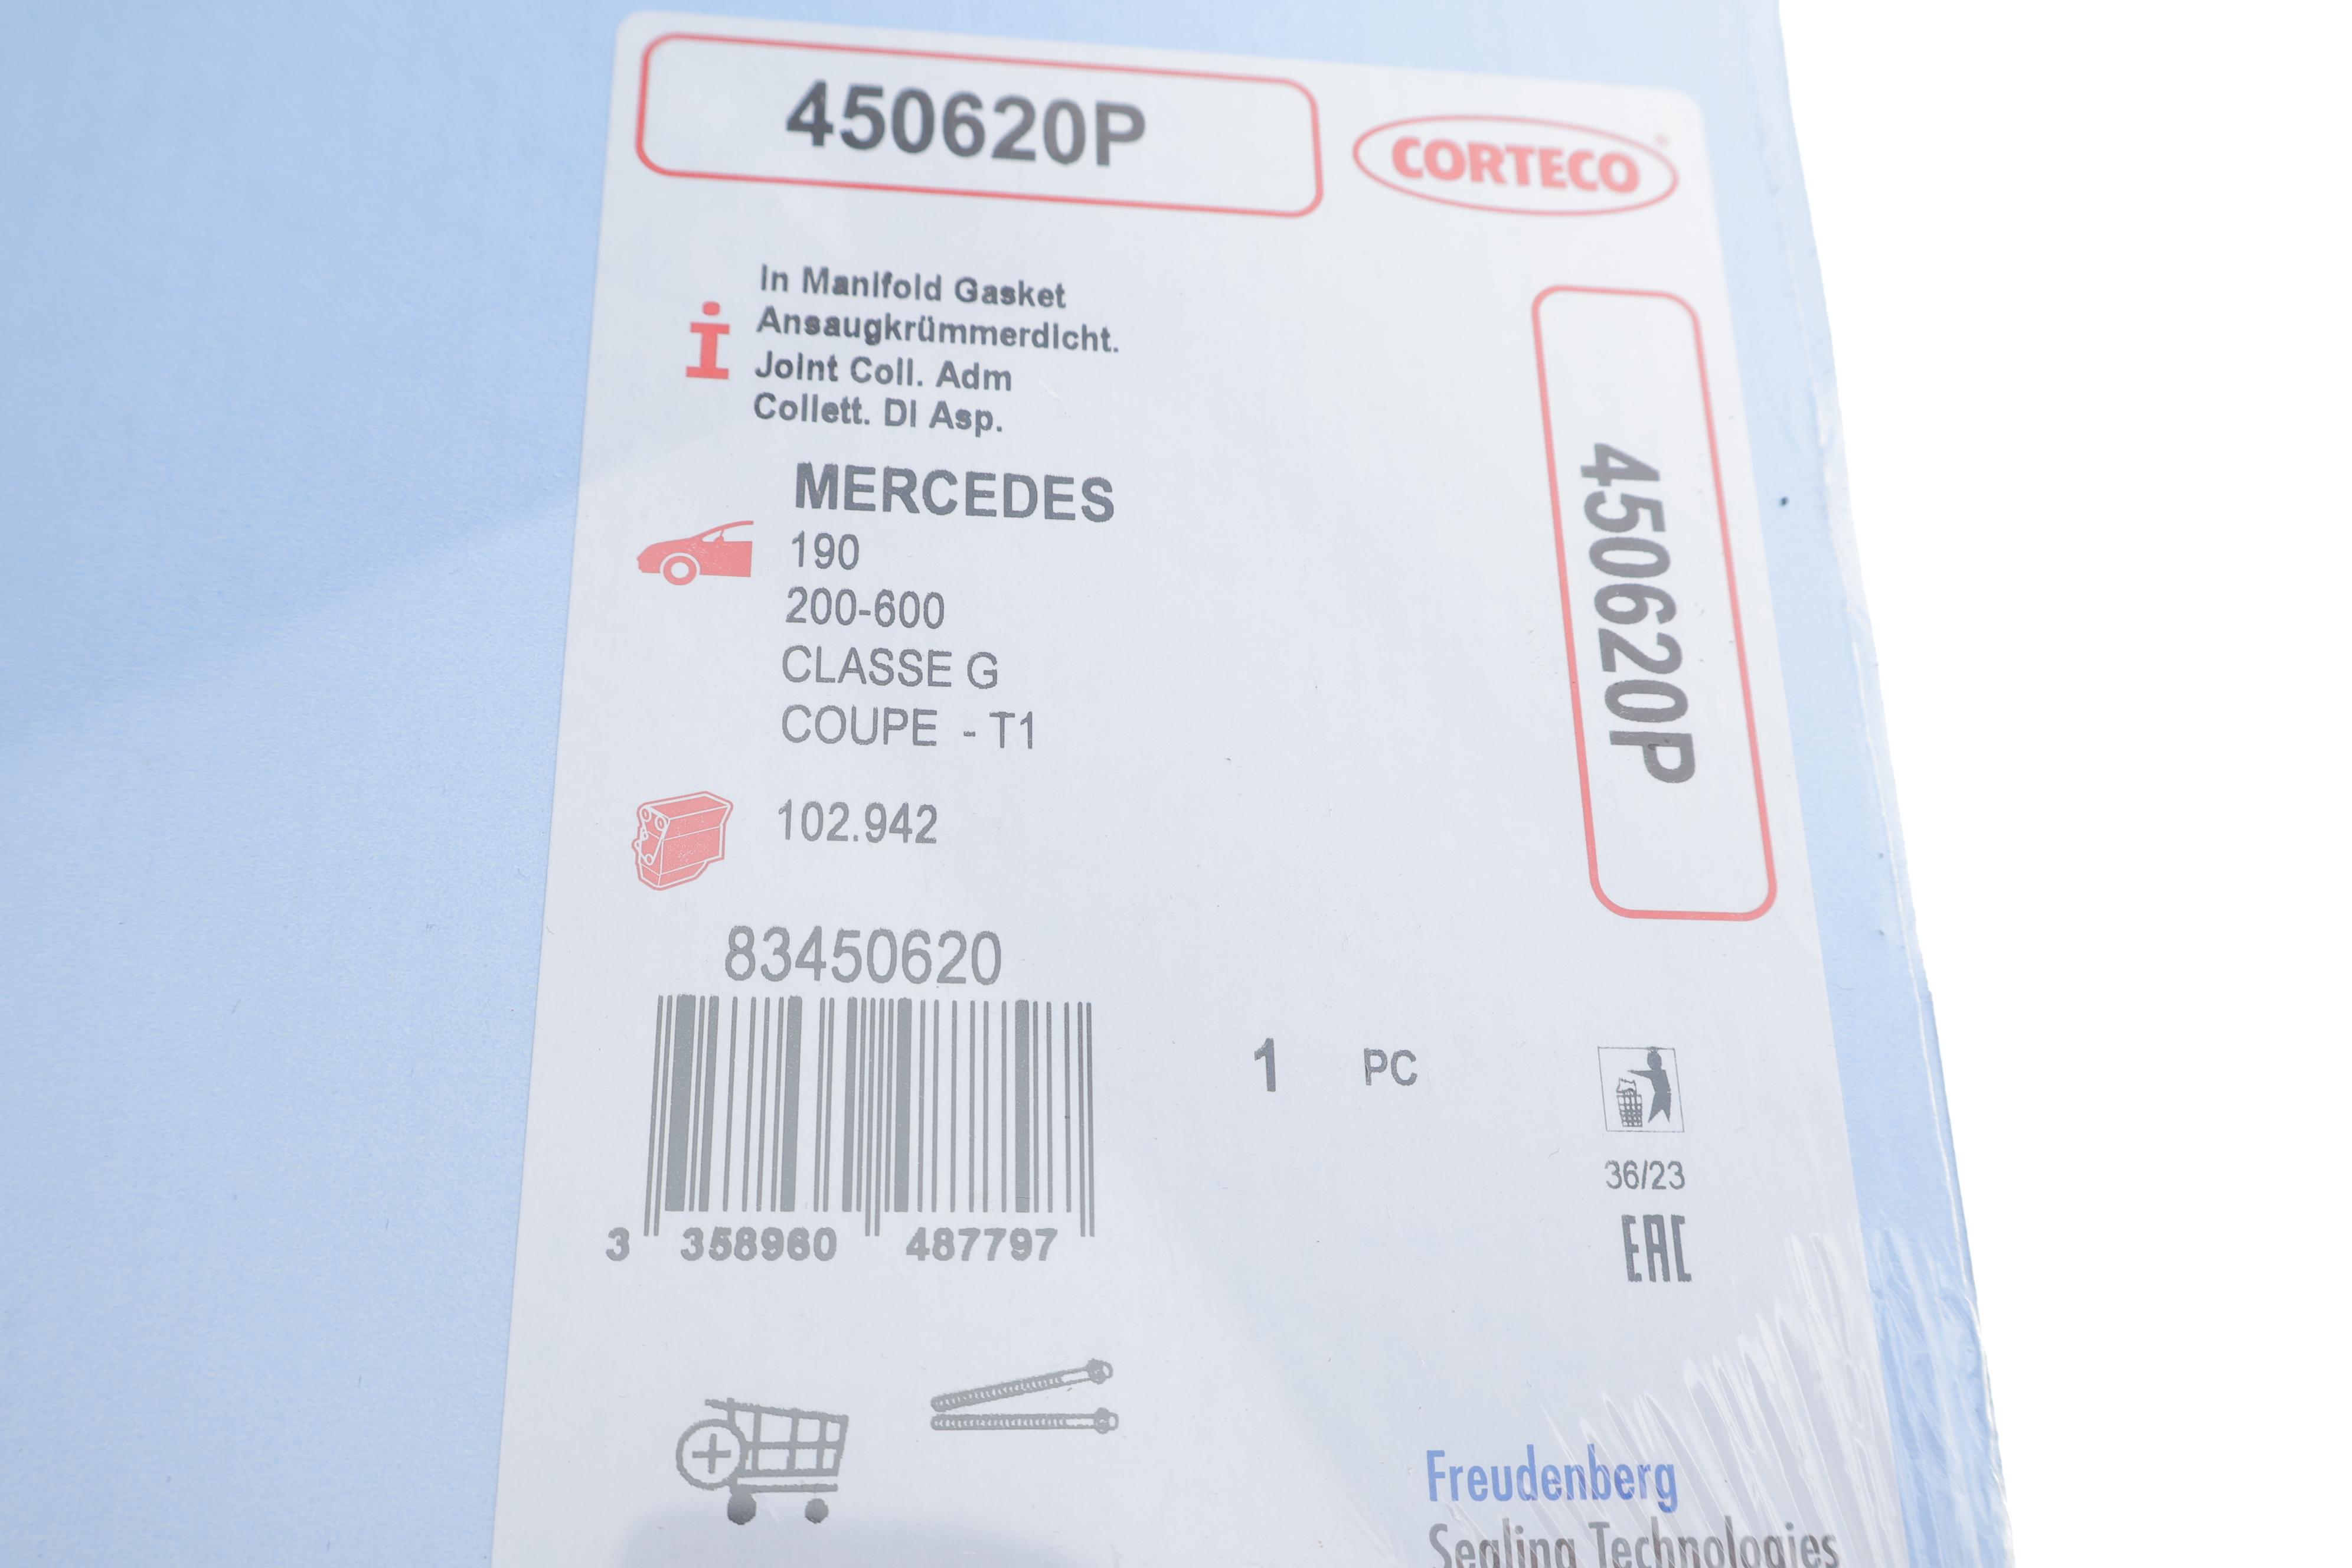 450620P
CORTECO®
In Manifold Gasket
Ansaugkrümmerdicht.
Joint Coll. Adm
Collett. Di Asp.
MERCEDES
190
200-600
CLASSE G
COUPE - T1
102.942
450620P
83450620
3 358960 487797
1 PC
36/23
EAC
Freudenberg
Sealing Technologies